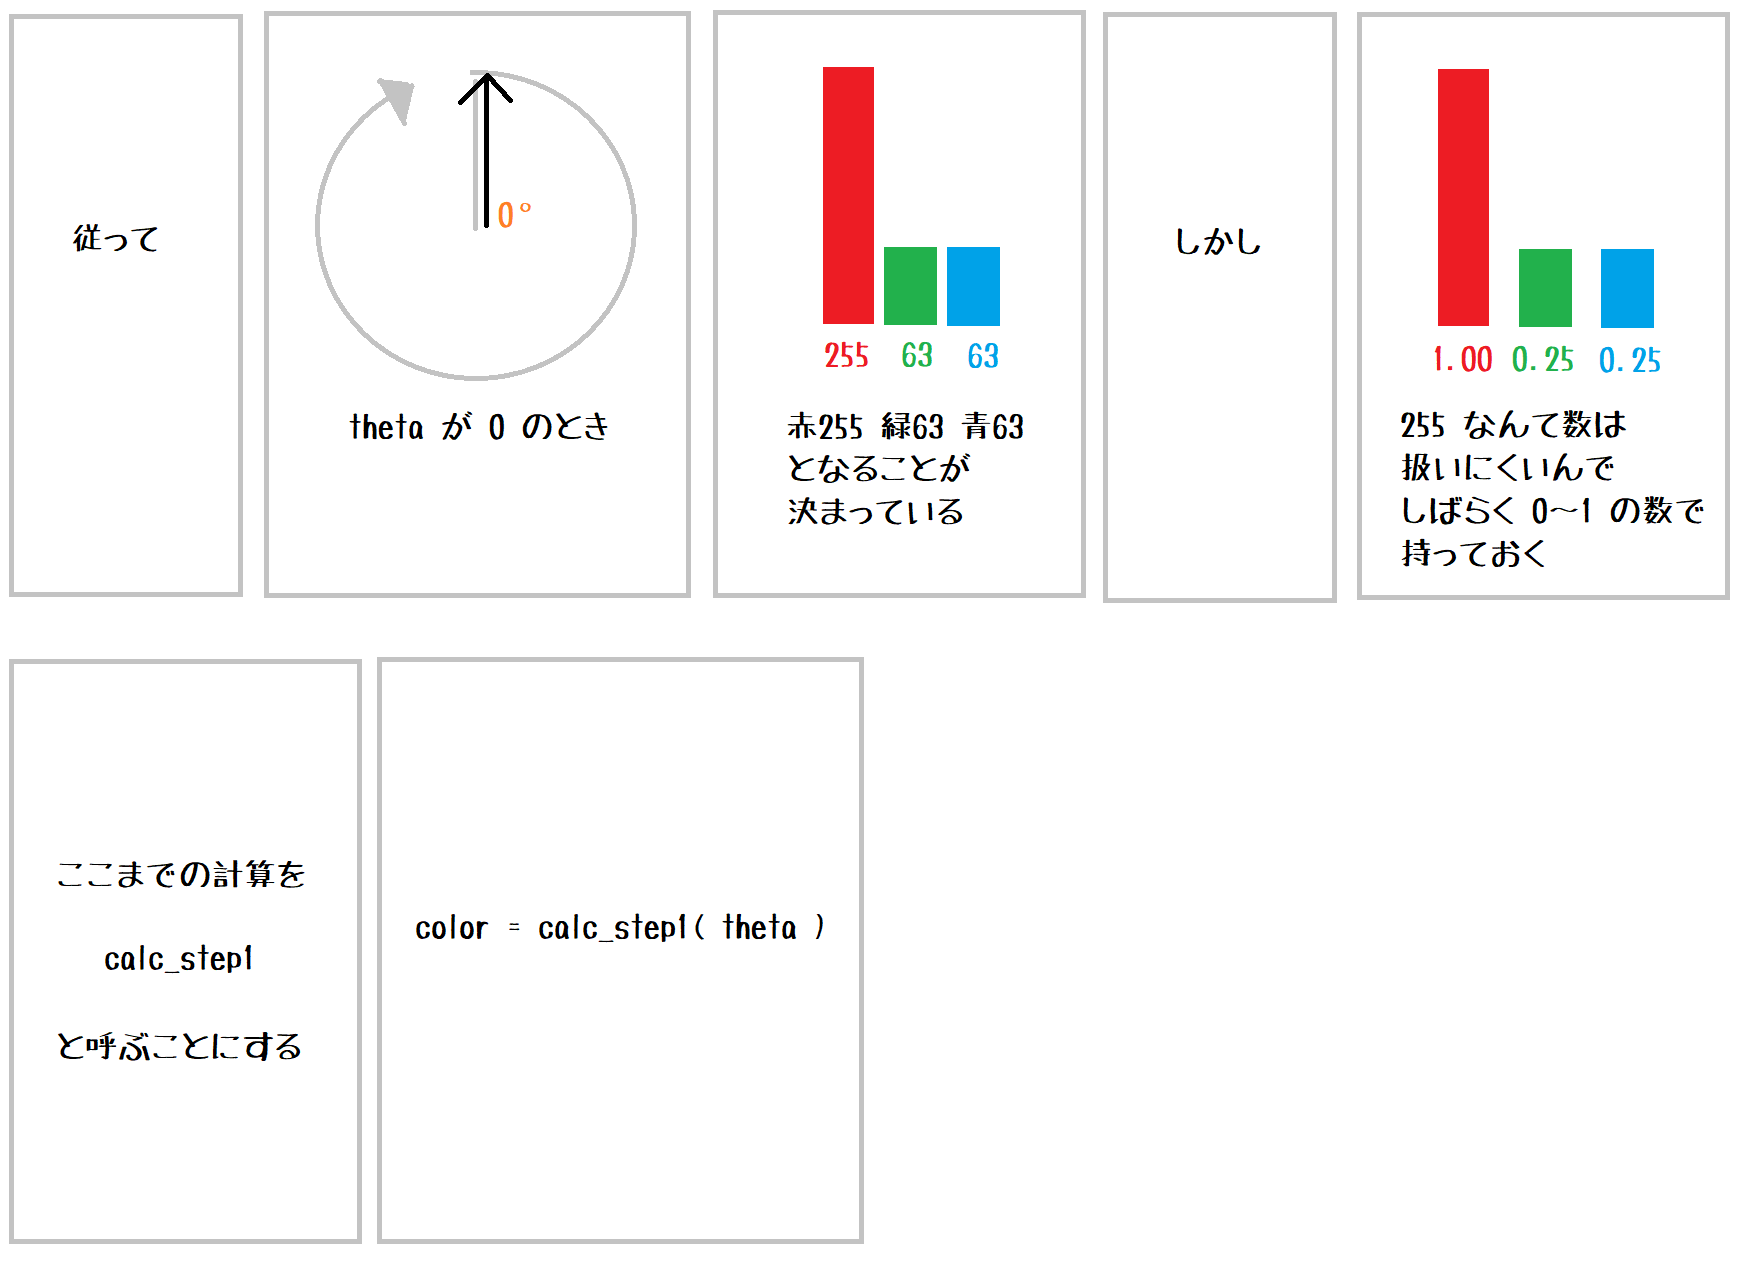 従って
0°
theta が 0 のとき
255 63 63
赤255 緑63 青63
となることが
決まっている
しかし
1.00 0.25 0.25
255 なんて数は
扱いにくいんで
しばらく 0～1 の数で
持っておく
ここまでの計算を
calc_step1
と呼ぶことにする
color = calc_step1( theta )